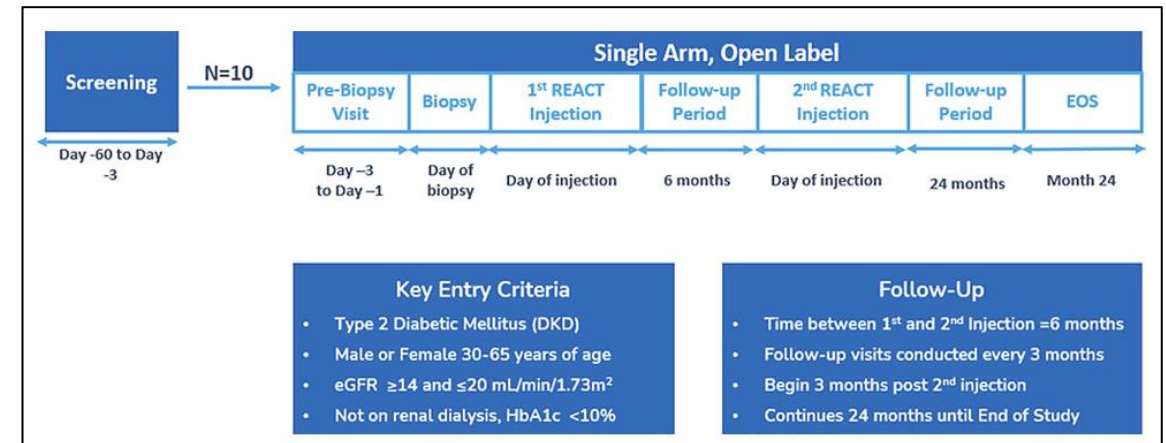 Single Arm, Open Label
Screening
N=10
Pre-Biopsy
Visit
Biopsy
1st REACT
Injection
Follow-up
Period
2nd REACT
Injection
Follow-up
Period
EOS
Day -60 to Day
-3
Day –3
to Day –1
Day of
biopsy
Day of injection
6 months
Day of injection
24 months
Month 24
Key Entry Criteria
• Type 2 Diabetic Mellitus (DKD)
• Male or Female 30-65 years of age
• eGFR ≥14 and ≤20 mL/min/1.73m²
• Not on renal dialysis, HbA1c <10%
Follow-Up
• Time between 1st and 2nd Injection =6 months
• Follow-up visits conducted every 3 months
• Begin 3 months post 2nd injection
• Continues 24 months until End of Study